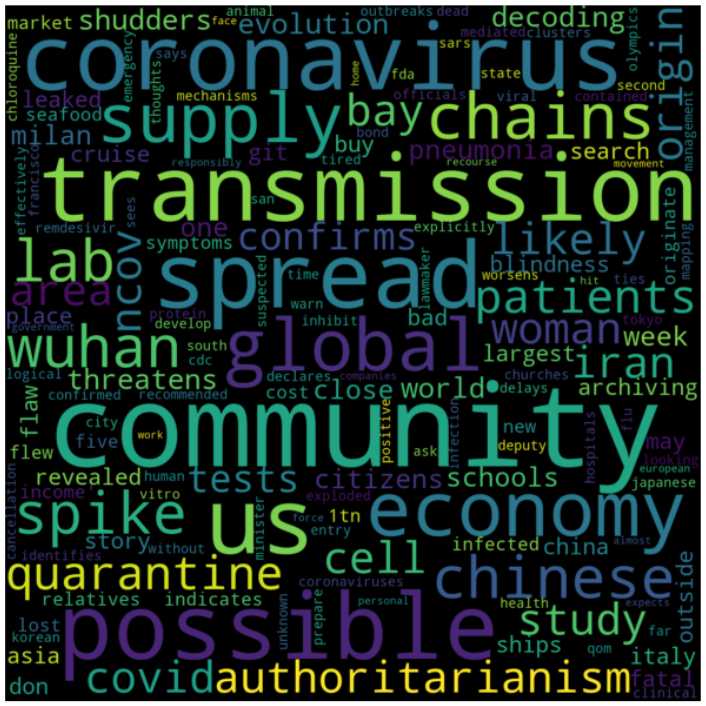 market
shudders
face
animal
outbreaks
dead
decoding
olympics
evolution
mediated
clusters
coronavirus
origin
chloroquine
emergency
thoughts
says
sars
home
state
fda
second
leaked
mechanisms
officials
viral
contained
management
supply
bay
chains
seafood
milan
bond
cruise
responsibly
git
buy
tired
pneumonia
recourse
search
movement
effectively
francisco
transmission
remdesivir
sees
san
one
explicitly
confirms
likely
originate
mapping
lab
ncov
symptoms
suspected
time
lawmaker
worsens
hit
ties
blindness
area
spread
patients
place
protein
warn
inhibit
bad
woman
tokyo
week
government
develop
south
wuhan
global
largest
iran
logical
threatens
cdc
declares
companies
cost
close
world
delays
churches
archiving
flaw
confirmed
recommended
community
city
work
positive
new
infection
hospitals
flu
may
looking
flew
five
human
ask
deputy
european
revealed
tests
citizens
schools
japanese
cancellation
income'
vitro
exploded
spike
us
economy
1tn
entry
story
without
minister
force
infected
china
almost
identifies
cell
quarantine
coronaviruses
chinese
outside
relatives
indicates
unknown
prepare
personal
health
expects
lost
possible
study
korean
ships
qom
far
asia
italy
don
covid
authoritarianism
fatal
clinical